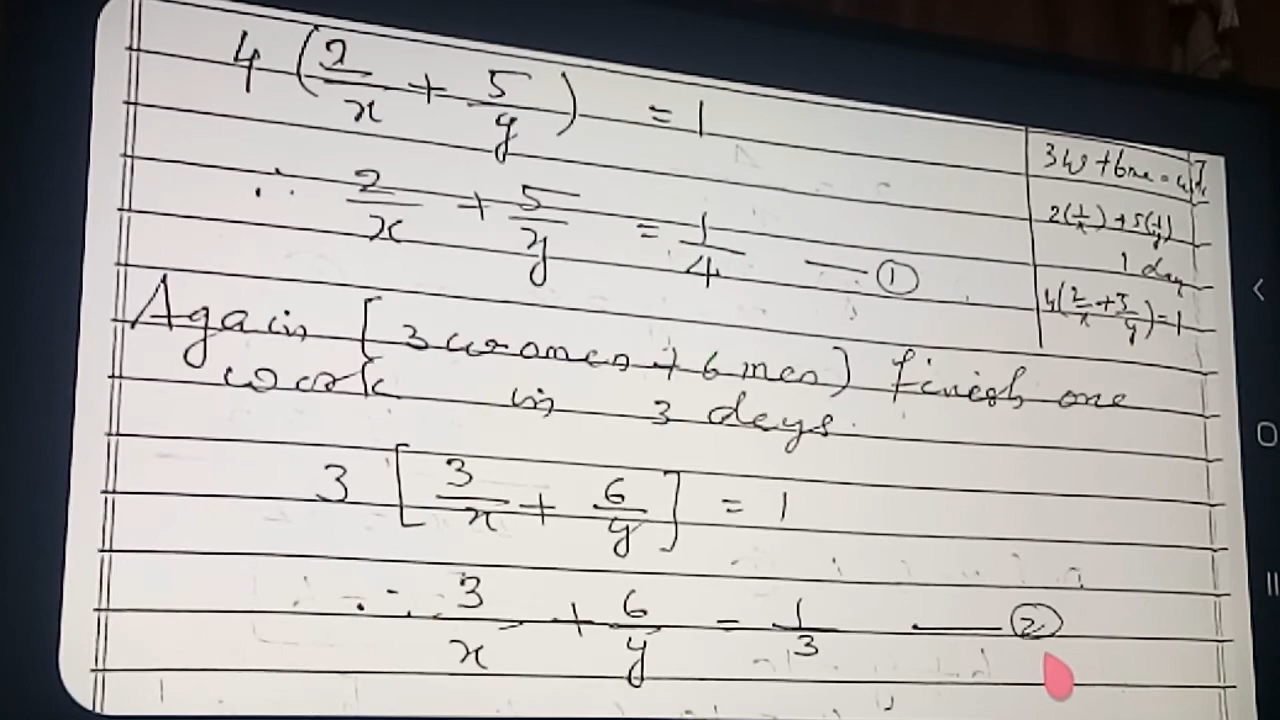 4 (2/x + 5/y) = 1
∴ 2/x + 5/y = 1/4 — ①
3w + 6m =
2(1/x) + 5(1/y)
1 day
4(2/x + 5/y) = 1
Again [3 women + 6 men) finish one
work in 3 days.
3 [3/x + 6/y] = 1
∴ 3/x + 6/y = 1/3 — ②